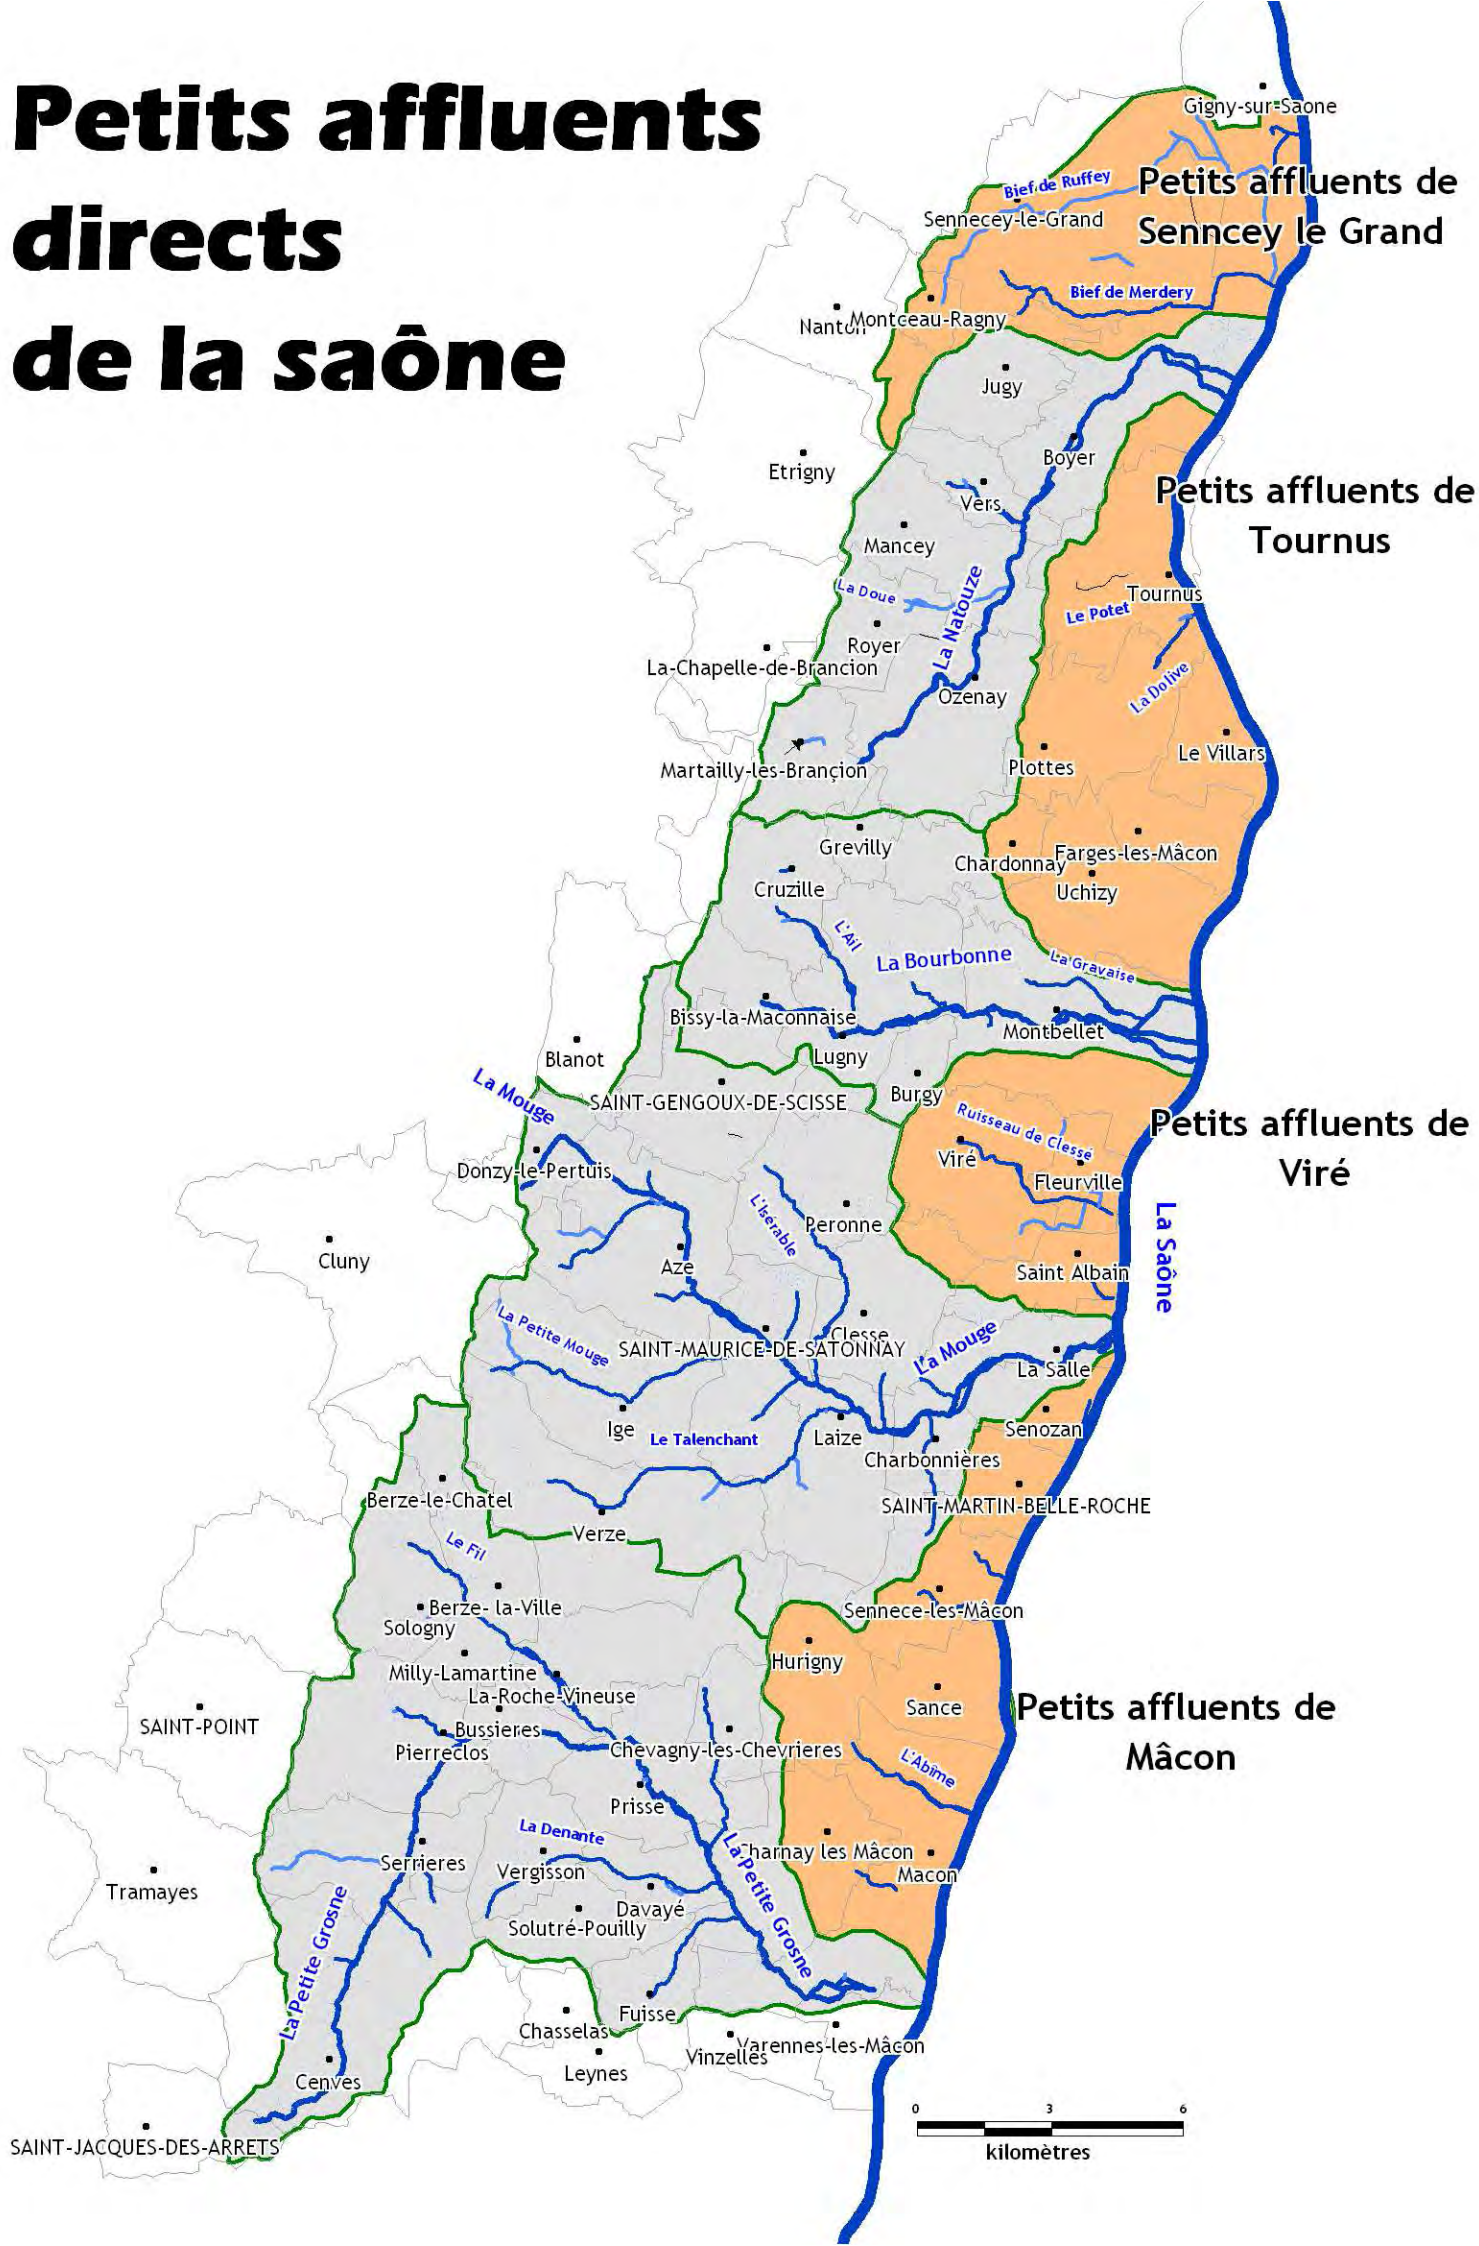 Petits affluents
directs
de la saône
Gigny-sur-Saone
Bief de Ruffey
Petits affluents de
Senncey le Grand
Sennecey-le-Grand
Bief de Merdery
Nanton
Montceau-Ragny
Jugy
Boyer
Etrigny
Vers
Petits affluents de
Tournus
Mancey
La Doue
La Natouze
Tournus
Le Potet
Royer
La-Chapelle-de-Brancion
La Dolive
Ozenay
Le Villars
Plottes
Martailly-les-Brançion
Grevilly
Chardonnay
Farges-les-Mâcon
Cruzille
Uchizy
L'Ail
La Bourbonne
La Gravaise
Bissy-la-Maconnaise
Montbellet
Lugny
Blanot
La Mouge
Burgy
SAINT-GENGOUX-DE-SCISSE
Ruisseau de Clessé
Petits affluents de
Viré
Viré
Donzy-le-Pertuis
Fleurville
L'Isérable
Peronne
La Saône
Cluny
Aze
Saint Albain
La Petite Mouge
Clesse
SAINT-MAURICE-DE-SATONNAY
La Mouge
La Salle
Ige
Le Talenchant
Laize
Senozan
Charbonnières
Berze-le-Chatel
SAINT-MARTIN-BELLE-ROCHE
Verze
Le Fil
Berze- la-Ville
Sennece-les-Mâcon
Sologny
Hurigny
Milly-Lamartine
La-Roche-Vineuse
Sance
Petits affluents de
Mâcon
SAINT-POINT
Bussieres
Pierreclos
Chevagny-les-Chevrieres
L'Abîme
Prisse
La Denante
Charnay les Mâcon
Serrieres
Vergisson
Macon
Tramayes
La Petite Grosne
Davayé
Solutré-Pouilly
La Petite Grosne
Fuisse
Chasselas
Varennes-les-Mâcon
Vinzelles
Leynes
Cenves
0 3 6
kilomètres
SAINT-JACQUES-DES-ARRETS